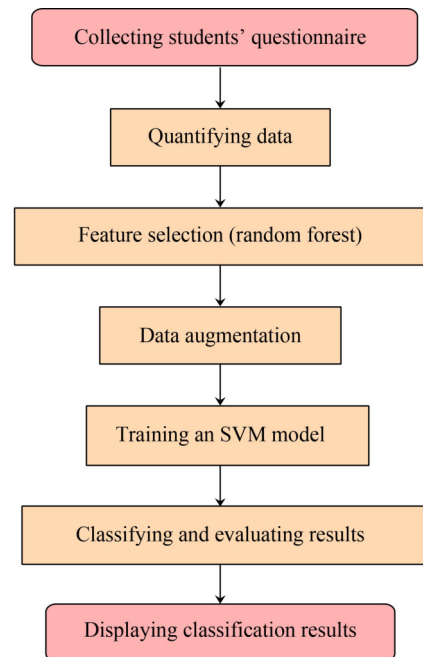 Collecting students’ questionnaire
Quantifying data
Feature selection (random forest)
Data augmentation
Training an SVM model
Classifying and evaluating results
Displaying classification results